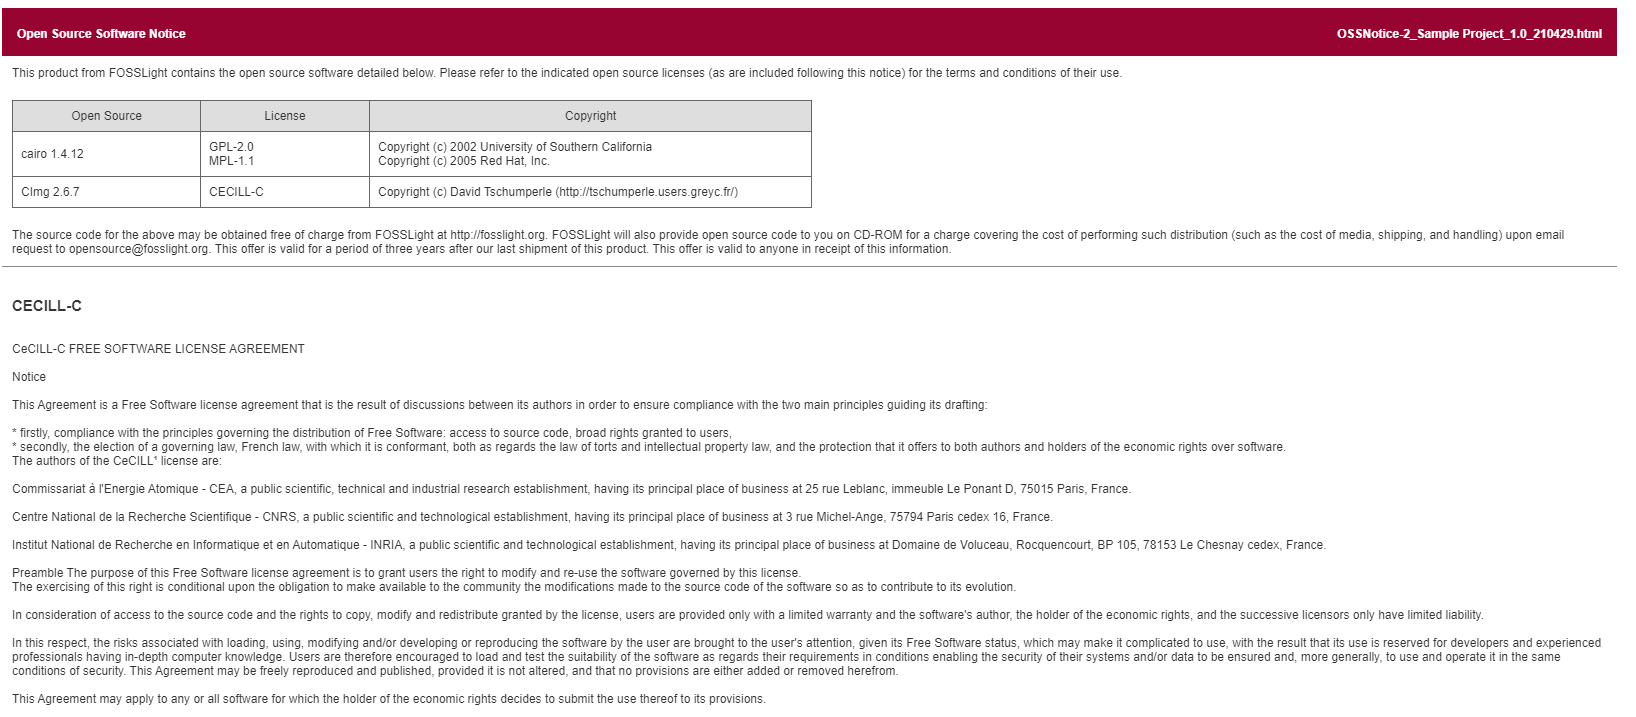 Open Source Software Notice
OSSNotice-2_Sample Project_1.0_210429.html
This product from FOSSLight contains the open source software detailed below. Please refer to the indicated open source licenses (as are included following this notice) for the terms and conditions of their use.
Open Source License Copyright
cairo 1.4.12
GPL-2.0
MPL-1.1
Copyright (c) 2002 University of Southern California
Copyright (c) 2005 Red Hat, Inc.
CImg 2.6.7 CECILL-C Copyright (c) David Tschumperle (http://tschumperle.users.greyc.fr/)
The source code for the above may be obtained free of charge from FOSSLight at http://fosslight.org. FOSSLight will also provide open source code to you on CD-ROM for a charge covering the cost of performing such distribution (such as the cost of media, shipping, and handling) upon email
request to opensource@fosslight.org. This offer is valid for a period of three years after our last shipment of this product. This offer is valid to anyone in receipt of this information.
CECILL-C
CeCILL-C FREE SOFTWARE LICENSE AGREEMENT
Notice
This Agreement is a Free Software license agreement that is the result of discussions between its authors in order to ensure compliance with the two main principles guiding its drafting:
* firstly, compliance with the principles governing the distribution of Free Software: access to source code, broad rights granted to users,
* secondly, the election of a governing law, French law, with which it is conformant, both as regards the law of torts and intellectual property law, and the protection that it offers to both authors and holders of the economic rights over software.
The authors of the CeCILL¹ license are:
Commissariat à l'Energie Atomique - CEA, a public scientific, technical and industrial research establishment, having its principal place of business at 25 rue Leblanc, immeuble Le Ponant D, 75015 Paris, France.
Centre National de la Recherche Scientifique - CNRS, a public scientific and technological establishment, having its principal place of business at 3 rue Michel-Ange, 75794 Paris cedex 16, France.
Institut National de Recherche en Informatique et en Automatique - INRIA, a public scientific and technological establishment, having its principal place of business at Domaine de Voluceau, Rocquencourt, BP 105, 78153 Le Chesnay cedex, France.
Preamble The purpose of this Free Software license agreement is to grant users the right to modify and re-use the software governed by this license.
The exercising of this right is conditional upon the obligation to make available to the community the modifications made to the source code of the software so as to contribute to its evolution.
In consideration of access to the source code and the rights to copy, modify and redistribute granted by the license, users are provided only with a limited warranty and the software's author, the holder of the economic rights, and the successive licensors only have limited liability.
In this respect, the risks associated with loading, using, modifying and/or developing or reproducing the software by the user are brought to the user's attention, given its Free Software status, which may make it complicated to use, with the result that its use is reserved for developers and experienced
professionals having in-depth computer knowledge. Users are therefore encouraged to load and test the suitability of the software as regards their requirements in conditions enabling the security of their systems and/or data to be ensured and, more generally, to use and operate it in the same
conditions of security. This Agreement may be freely reproduced and published, provided it is not altered, and that no provisions are either added or removed herefrom.
This Agreement may apply to any or all software for which the holder of the economic rights decides to submit the use thereof to its provisions.